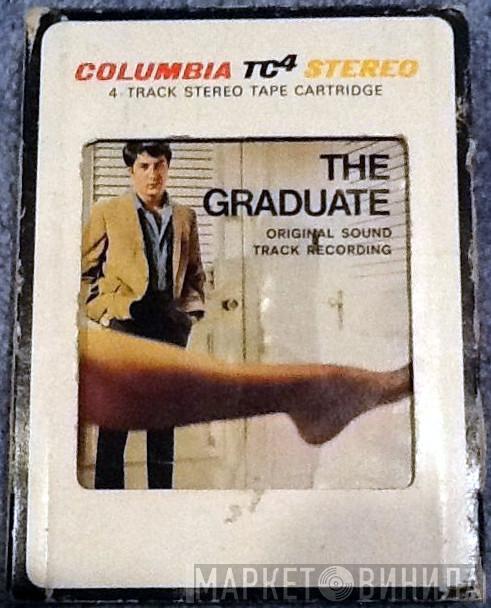 COLUMBIA TC4 STEREO
4-TRACK STEREO TAPE CARTRIDGE
THE
GRADUATE
ORIGINAL SOUND
TRACK RECORDING
МАРКЕТ ВИНИЛА